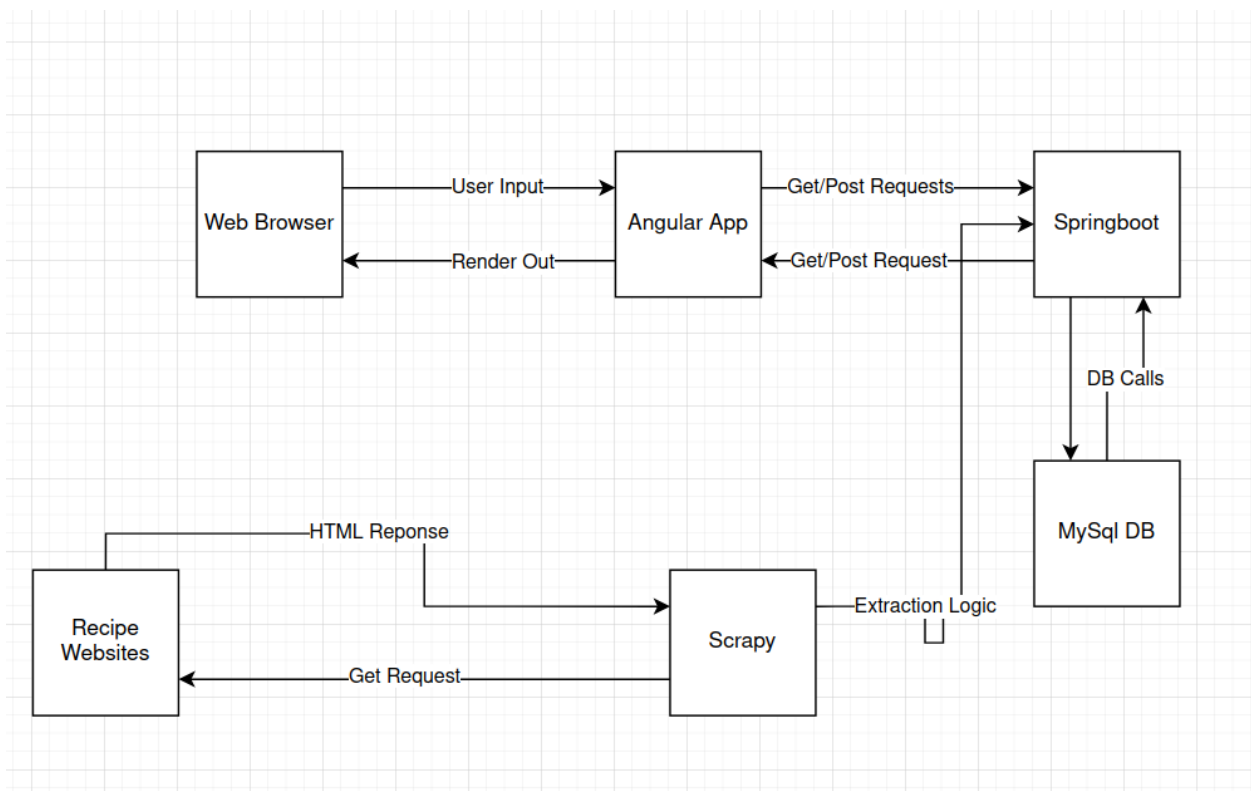 Web Browser
User Input
Render Out
Angular App
Get/Post Requests
Get/Post Request
Springboot
DB Calls
MySql DB
HTML Reponse
Recipe
Websites
Get Request
Scrapy
Extraction Logic